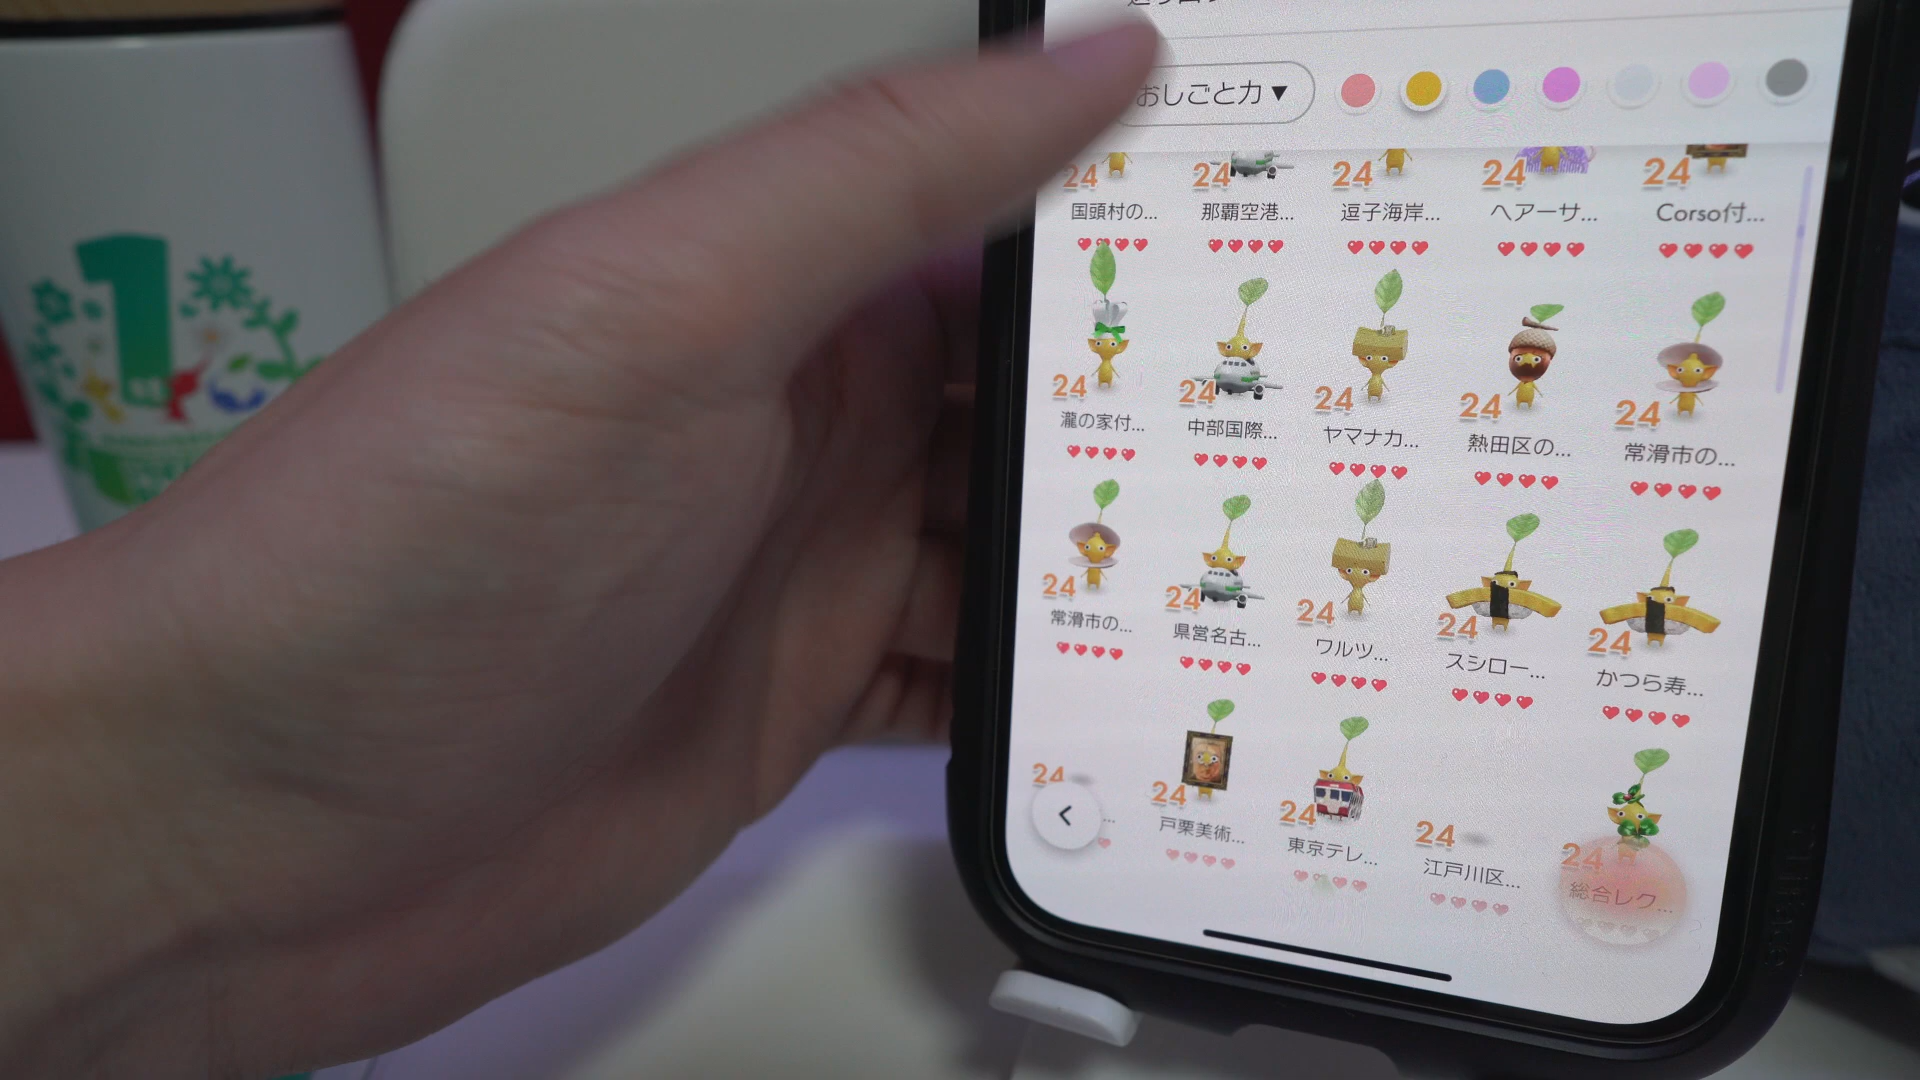 おしごと力▼
24 24 24 24 24
国頭村の… 那覇空港… 逗子海岸… ヘアーサ… Corso付…
24 24 24 24 24
瀧の家付… 中部国際… ヤマナカ… 熱田区の… 常滑市の…
24 24 24 24 24
常滑市の… 県営名古… ワルツ… スシロー… かつら寿…
24 24 24 24 24
… 戸栗美術… 東京テレ… 江戸川区… 総合レク…
1